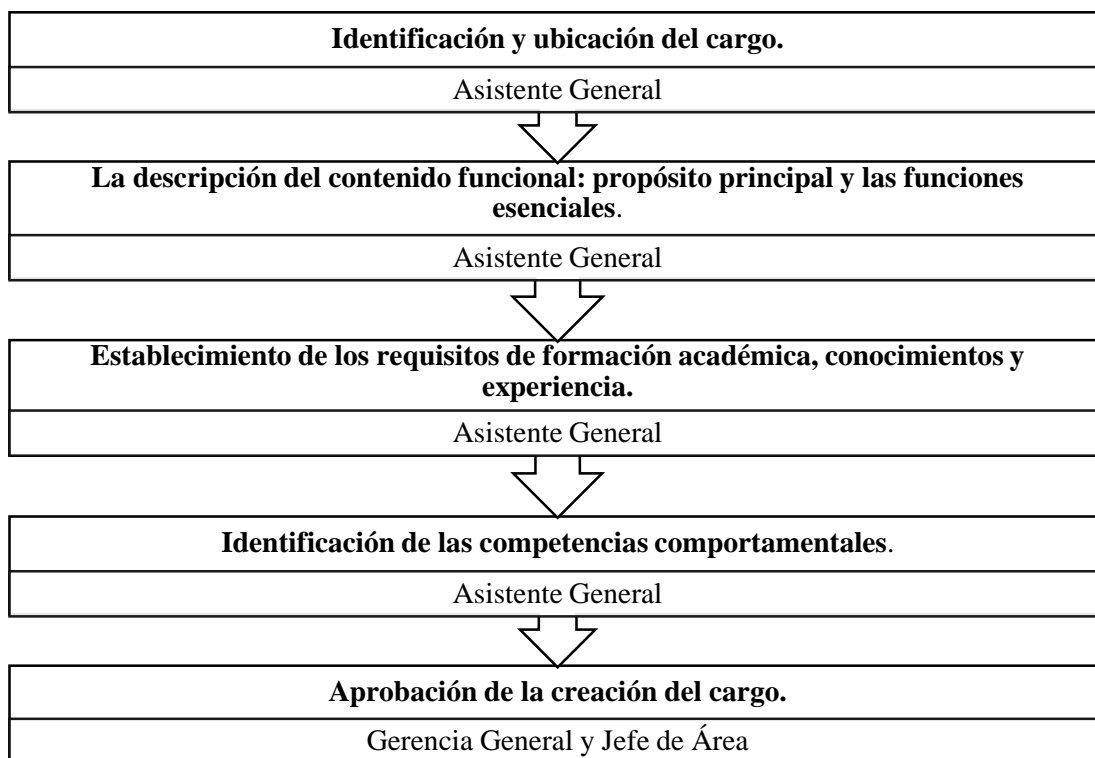 Identificación y ubicación del cargo.
Asistente General
La descripción del contenido funcional: propósito principal y las funciones
esenciales.
Asistente General
Establecimiento de los requisitos de formación académica, conocimientos y
experiencia.
Asistente General
Identificación de las competencias comportamentales.
Asistente General
Aprobación de la creación del cargo.
Gerencia General y Jefe de Área